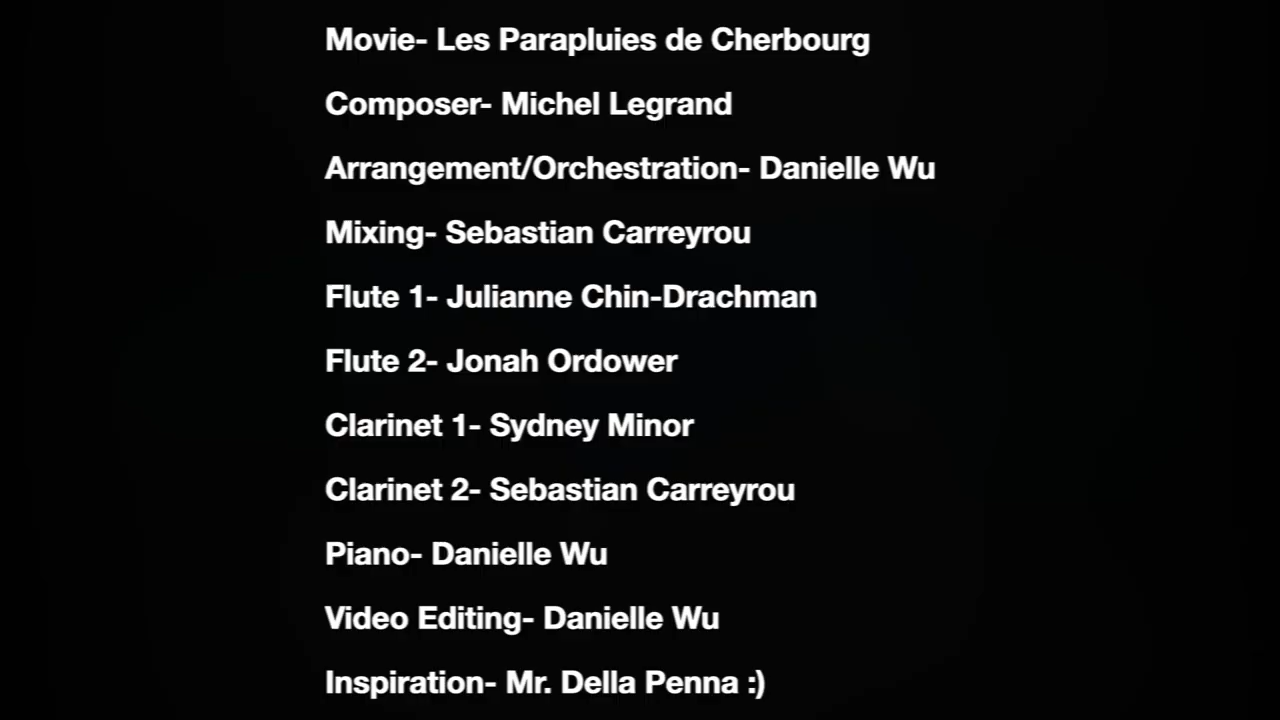 Movie- Les Parapluies de Cherbourg
Composer- Michel Legrand
Arrangement/Orchestration- Danielle Wu
Mixing- Sebastian Carreyrou
Flute 1- Julianne Chin-Drachman
Flute 2- Jonah Ordower
Clarinet 1- Sydney Minor
Clarinet 2- Sebastian Carreyrou
Piano- Danielle Wu
Video Editing- Danielle Wu
Inspiration- Mr. Della Penna :)